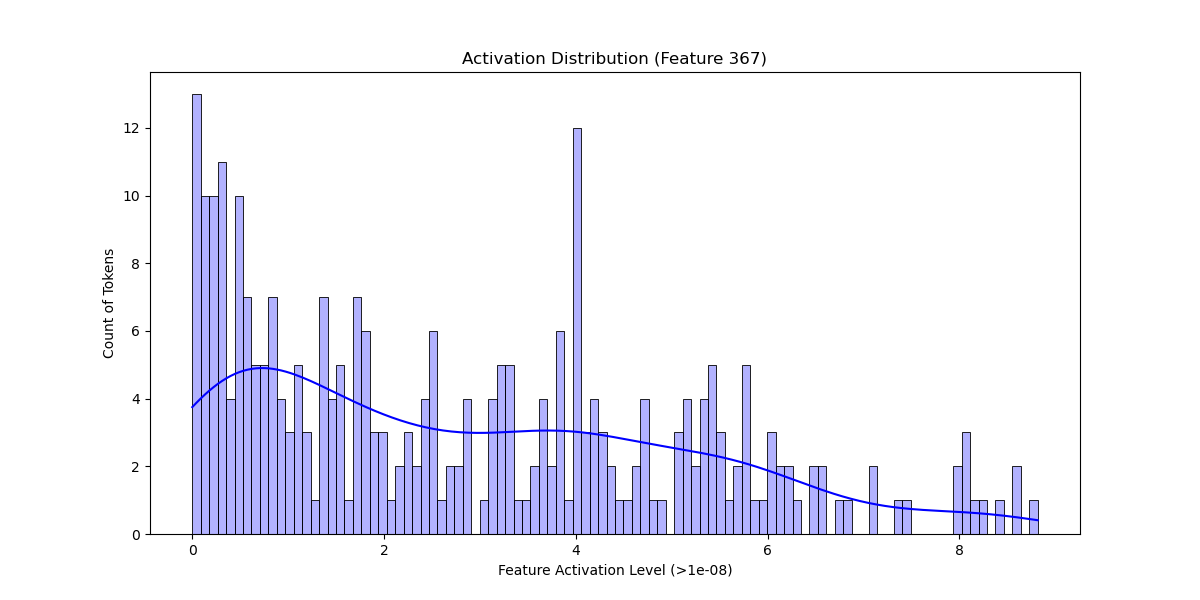 Activation Distribution (Feature 367)
Count of Tokens
12
10
8
6
4
2
0
0 2 4 6 8
Feature Activation Level (>1e-08)